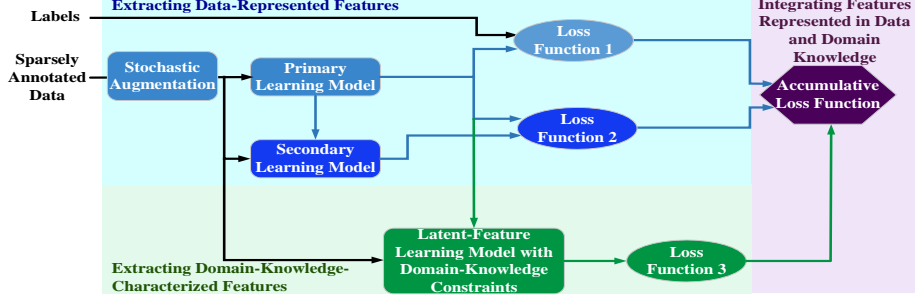 Extracting Data-Represented Features
Integrating Features
Represented in Data
and Domain
Knowledge
Labels
Loss
Function 1
Sparsely
Annotated
Data
Stochastic
Augmentation
Primary
Learning Model
Accumulative
Loss Function
Loss
Function 2
Secondary
Learning Model
Latent-Feature
Learning Model with
Domain-Knowledge
Constraints
Loss
Function 3
Extracting Domain-Knowledge-
Characterized Features